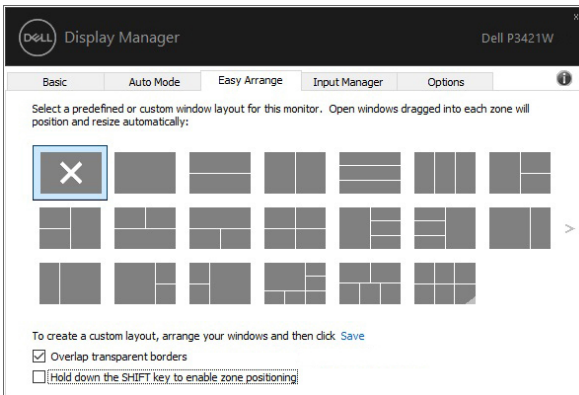 DELL Display Manager
Dell P3421W
Basic
Auto Mode
Easy Arrange
Input Manager
Options
Select a predefined or custom window layout for this monitor. Open windows dragged into each zone will
position and resize automatically:
To create a custom layout, arrange your windows and then click Save
Overlap transparent borders
Hold down the SHIFT key to enable zone positioning